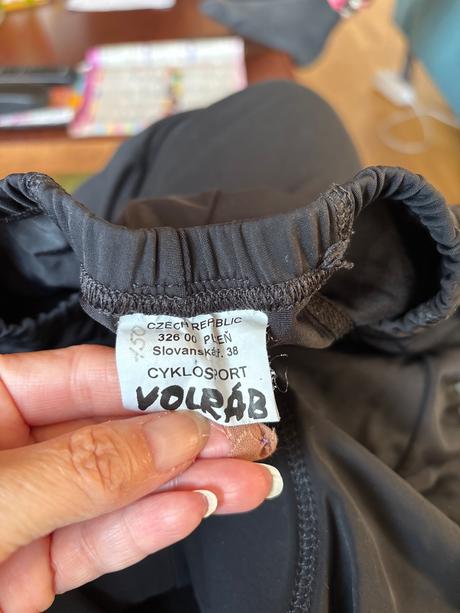 CZECH REPUBLIC
326 00 PLZEŇ
Slovanská tř. 38
CYKLOSPORT
VOLRÁB